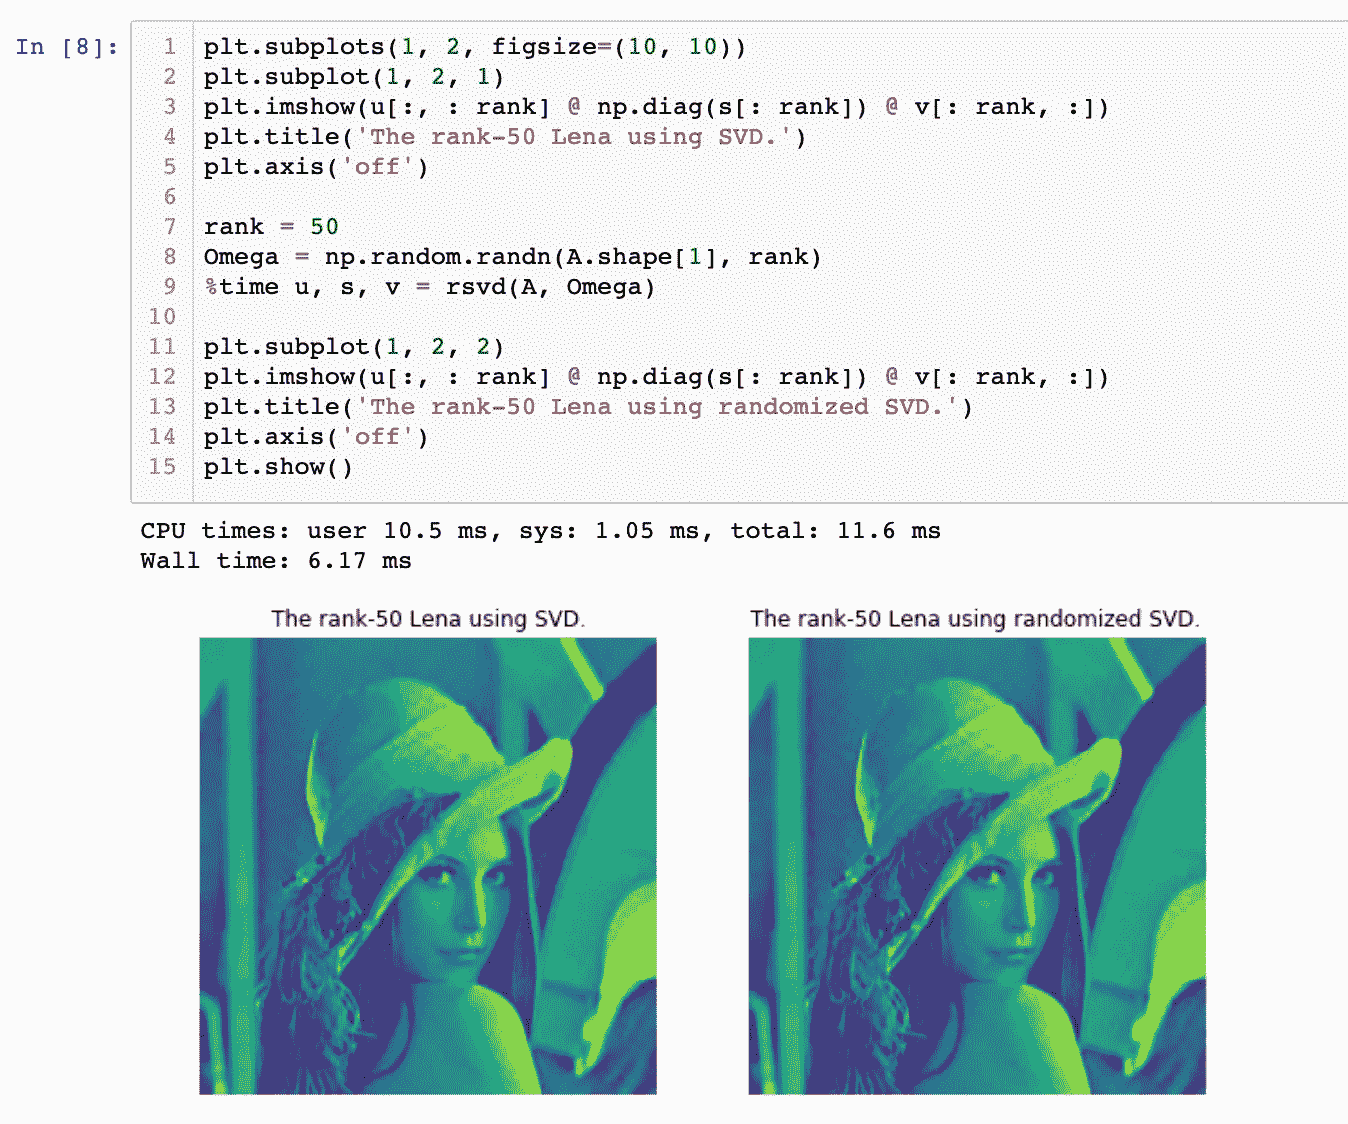 In [8]:
1 plt.subplots(1, 2, figsize=(10, 10))
2 plt.subplot(1, 2, 1)
3 plt.imshow(u[:, : rank] @ np.diag(s[: rank]) @ v[: rank, :])
4 plt.title('The rank-50 Lena using SVD.')
5 plt.axis('off')
6
7 rank = 50
8 Omega = np.random.randn(A.shape[1], rank)
9 %time u, s, v = rsvd(A, Omega)
10
11 plt.subplot(1, 2, 2)
12 plt.imshow(u[:, : rank] @ np.diag(s[: rank]) @ v[: rank, :])
13 plt.title('The rank-50 Lena using randomized SVD.')
14 plt.axis('off')
15 plt.show()
CPU times: user 10.5 ms, sys: 1.05 ms, total: 11.6 ms
Wall time: 6.17 ms
The rank-50 Lena using SVD.
The rank-50 Lena using randomized SVD.